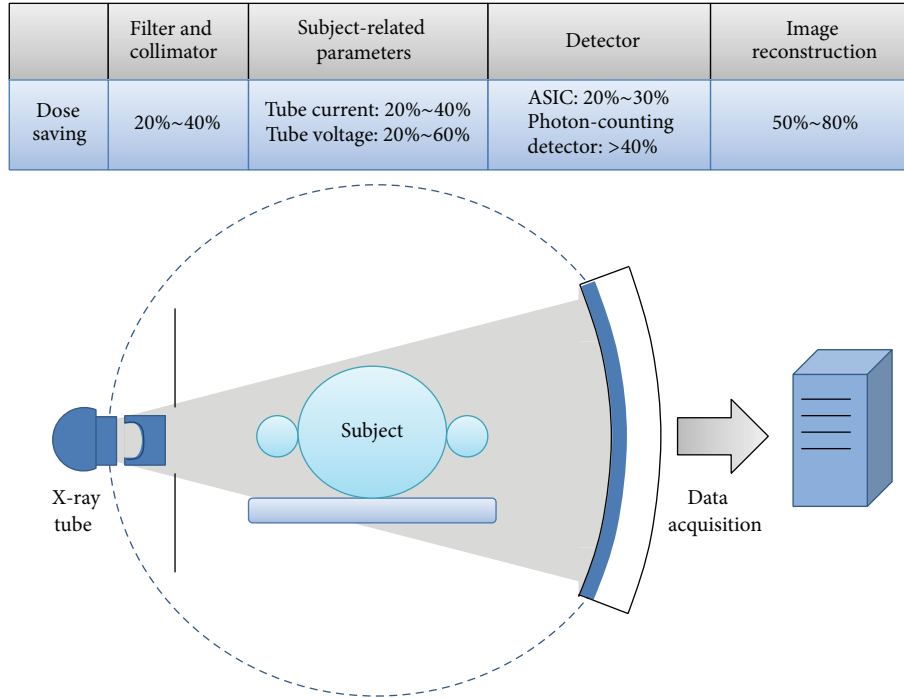 Filter and collimator
Subject-related parameters
Detector
Image reconstruction
Dose saving
20%~40%
Tube current: 20%~40%
Tube voltage: 20%~60%
ASIC: 20%~30%
Photon-counting
detector: >40%
50%~80%
Subject
X-ray
tube
Data
acquisition